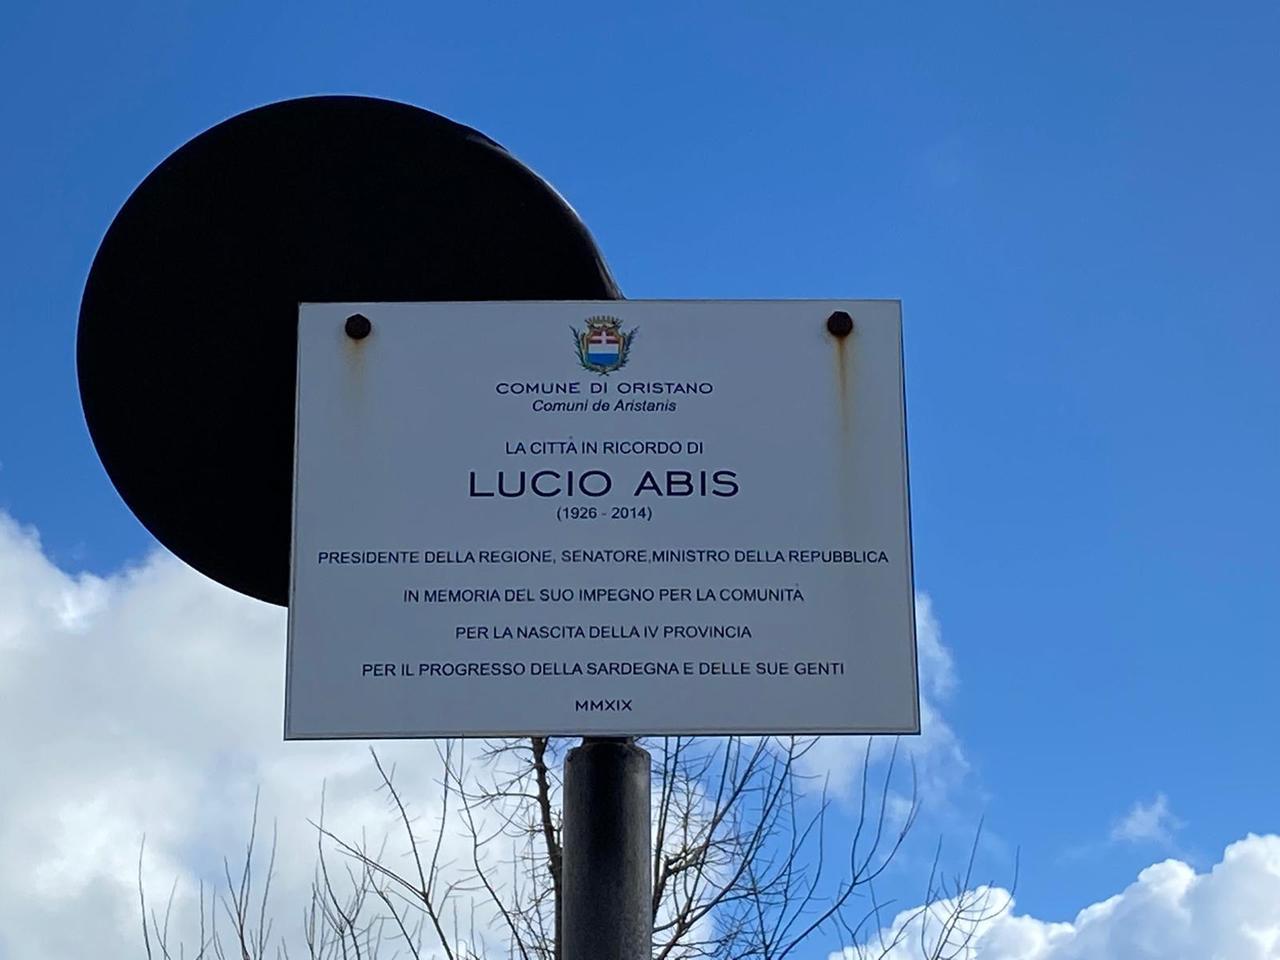 COMUNE DI ORISTANO
Comuni de Aristanis
LA CITTÀ IN RICORDO DI
LUCIO ABIS
(1926 - 2014)
PRESIDENTE DELLA REGIONE, SENATORE,MINISTRO DELLA REPUBBLICA
IN MEMORIA DEL SUO IMPEGNO PER LA COMUNITÀ
PER LA NASCITA DELLA IV PROVINCIA
PER IL PROGRESSO DELLA SARDEGNA E DELLE SUE GENTI
MMXIX